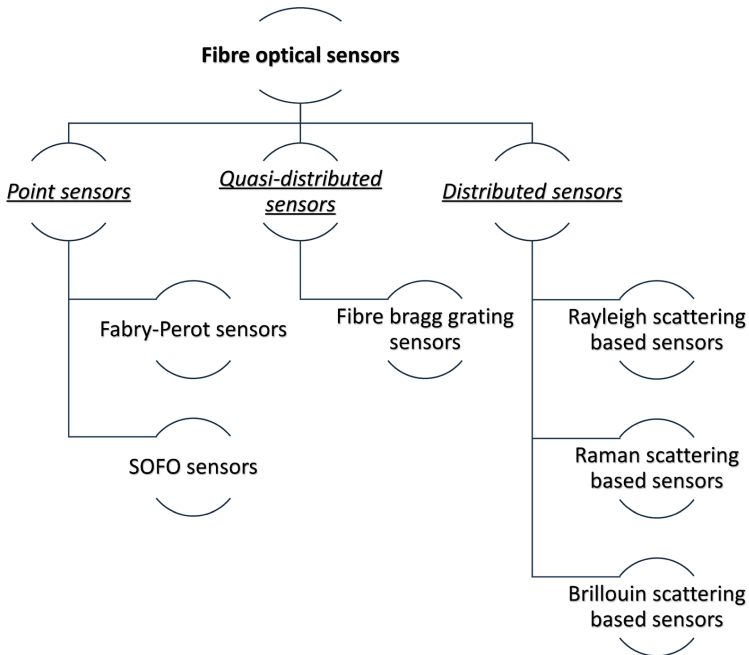 Fibre optical sensors
Point sensors
Quasi-distributed
sensors
Distributed sensors
Fabry-Perot sensors
SOFO sensors
Fibre bragg grating
sensors
Rayleigh scattering
based sensors
Raman scattering
based sensors
Brillouin scattering
based sensors